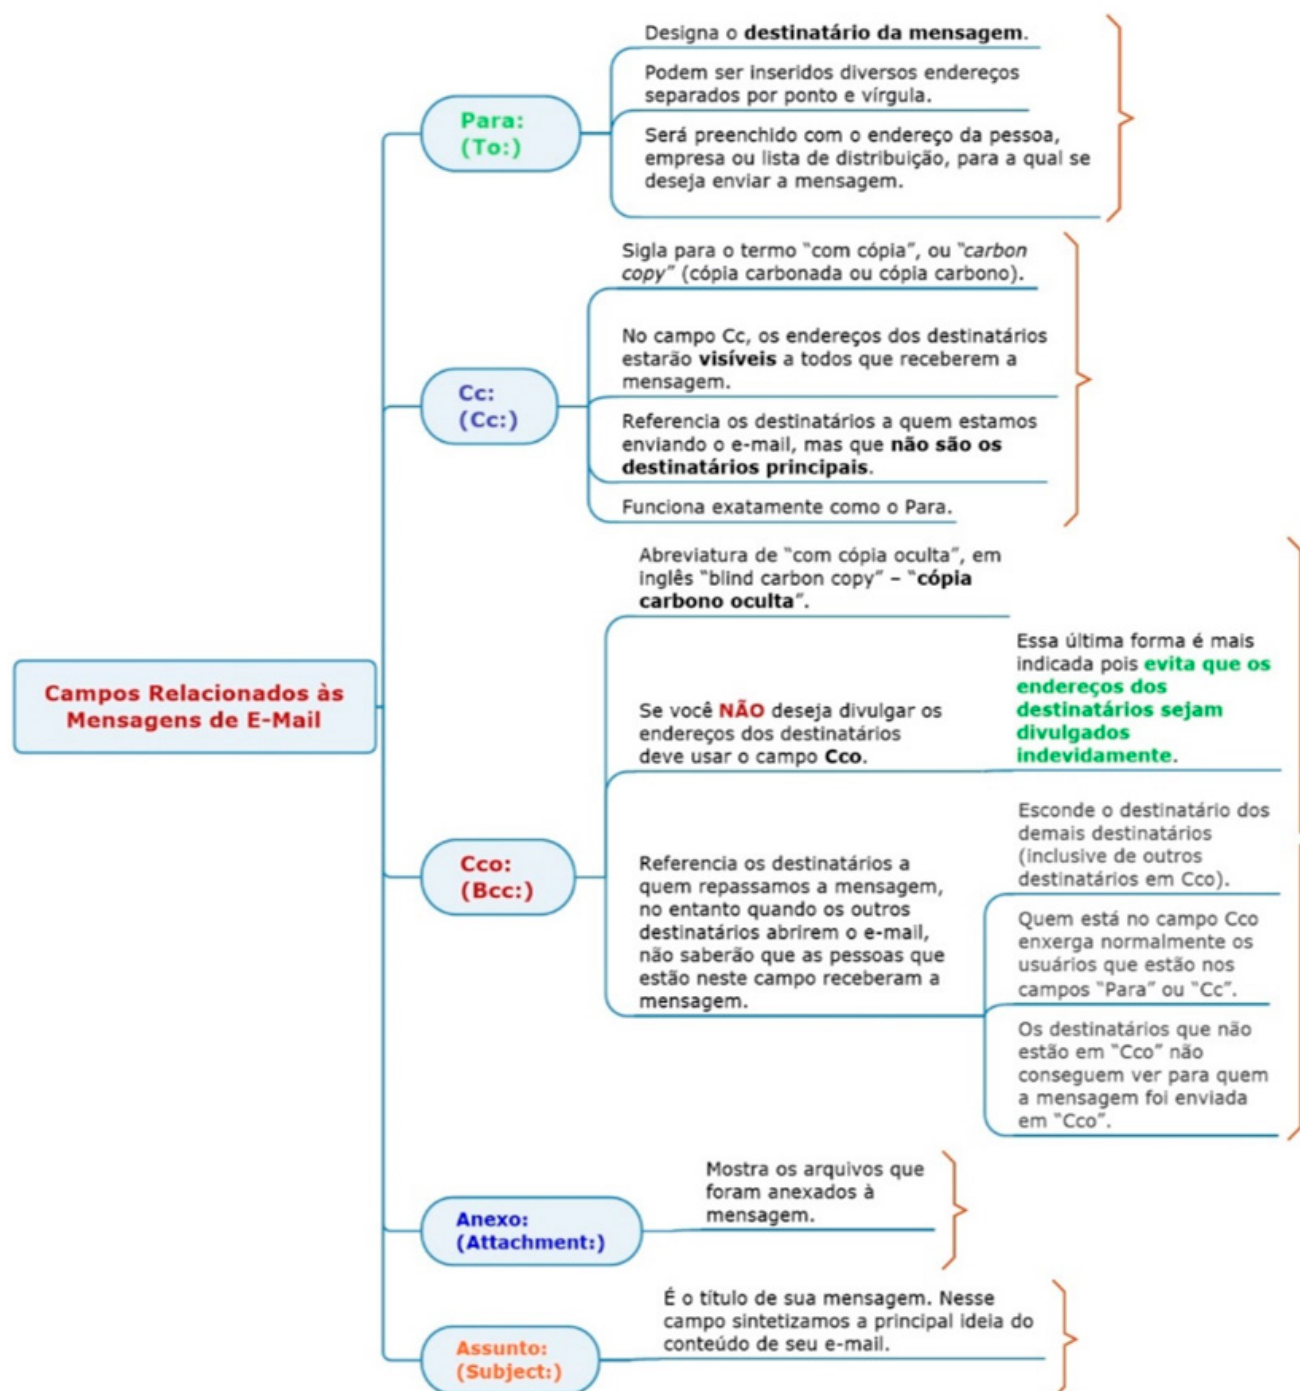 Campos Relacionados às
Mensagens de E-Mail
Para:
(To:)
Designa o destinatário da mensagem.
Podem ser inseridos diversos endereços
separados por ponto e vírgula.
Será preenchido com o endereço da pessoa,
empresa ou lista de distribuição, para a qual se
deseja enviar a mensagem.
Cc:
(Cc:)
Sigla para o termo "com cópia", ou "carbon
copy" (cópia carbonada ou cópia carbono).
No campo Cc, os endereços dos destinatários
estarão visíveis a todos que receberem a
mensagem.
Referencia os destinatários a quem estamos
enviando o e-mail, mas que não são os
destinatários principais.
Funciona exatamente como o Para.
Cco:
(Bcc:)
Abreviatura de "com cópia oculta", em
inglês "blind carbon copy" – "cópia
carbono oculta".
Se você NÃO deseja divulgar os
endereços dos destinatários
deve usar o campo Cco.
Essa última forma é mais
indicada pois evita que os
endereços dos
destinatários sejam
divulgados
indevidamente.
Referencia os destinatários a
quem repassamos a mensagem,
no entanto quando os outros
destinatários abrirem o e-mail,
não saberão que as pessoas que
estão neste campo receberam a
mensagem.
Esconde o destinatário dos
demais destinatários
(inclusive de outros
destinatários em Cco).
Quem está no campo Cco
enxerga normalmente os
usuários que estão nos
campos "Para" ou "Cc".
Os destinatários que não
estão em "Cco" não
conseguem ver para quem
a mensagem foi enviada
em "Cco".
Anexo:
(Attachment:)
Mostra os arquivos que
foram anexados à
mensagem.
Assunto:
(Subject:)
É o título de sua mensagem. Nesse
campo sintetizamos a principal ideia do
conteúdo de seu e-mail.